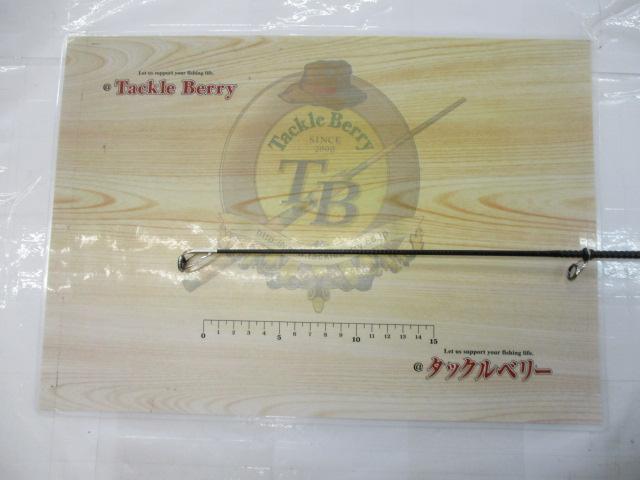 Let us support your fishing life.
@ Tackle Berry
Tackle Berry
SINCE
2000
TB
0 1 2 3 4 5 6 7 8 9 10 11 12 13 14 15
Let us support your fishing life.
@ タックルベリー